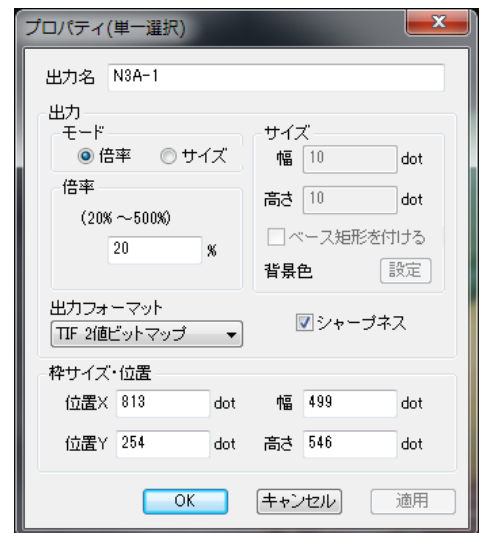 プロパティ(単一選択)
出力名 N3A-1
出力
モード
倍率 サイズ
サイズ
幅 10 dot
高さ 10 dot
ベース矩形を付ける
背景色 設定
倍率
(20% ～500%)
20 %
出力フォーマット
TIF 2値ビットマップ
シャープネス
枠サイズ・位置
位置X 813 dot 幅 499 dot
位置Y 254 dot 高さ 546 dot
OK キャンセル 適用